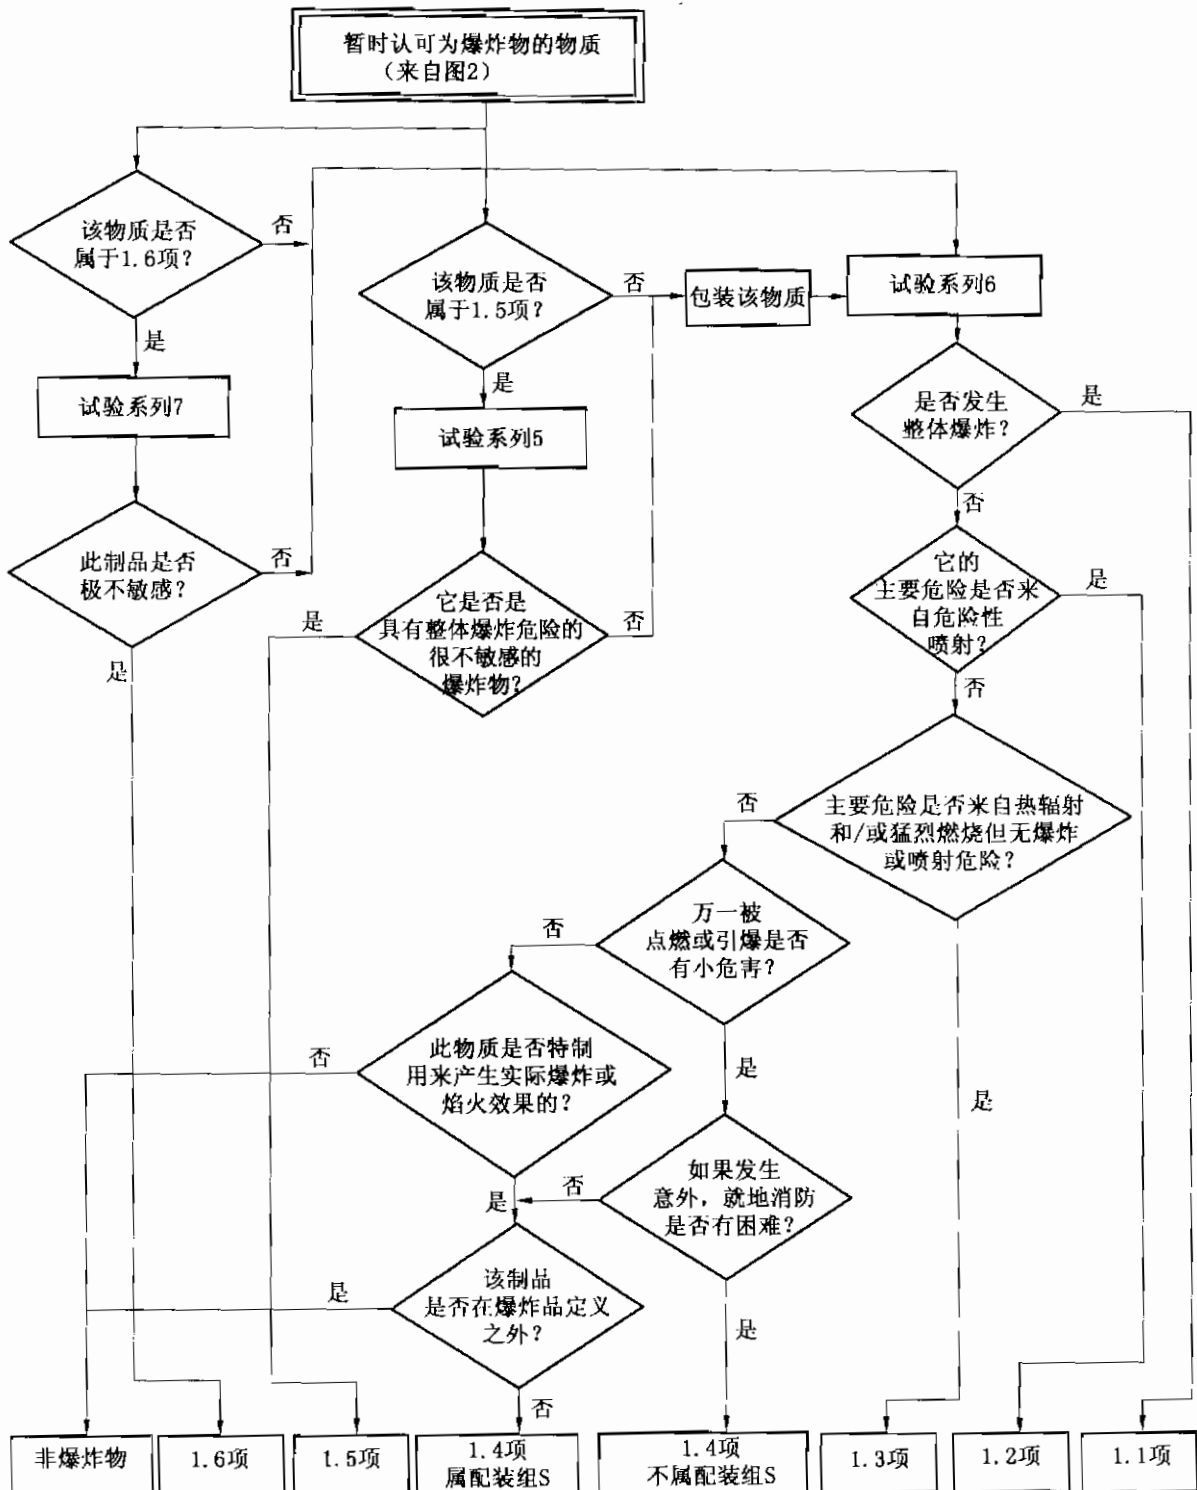 暂时认可为爆炸物的物质
(来自图2)
该物质是否
属于1.6项?
否
是
试验系列7
此制品是否
极不敏感?
否
是
该物质是否
属于1.5项?
否
是
包装该物质
试验系列5
它是否是
具有整体爆炸危险的
很不敏感的
爆炸物?
是
否
试验系列6
是否发生
整体爆炸?
是
否
它的
主要危险是否来
自危险性
喷射?
是
否
主要危险是否来自热辐射
和/或猛烈燃烧但无爆炸
或喷射危险?
否
是
万一被
点燃或引爆是否
有小危害?
否
是
此物质是否特制
用来产生实际爆炸或
焰火效果的?
否
是
如果发生
意外，就地消防
是否有困难?
否
是
该制品
是否在爆炸品定义
之外?
是
否
非爆炸物
1.6项
1.5项
1.4项
属配装组S
1.4项
不属配装组S
1.3项
1.2项
1.1项